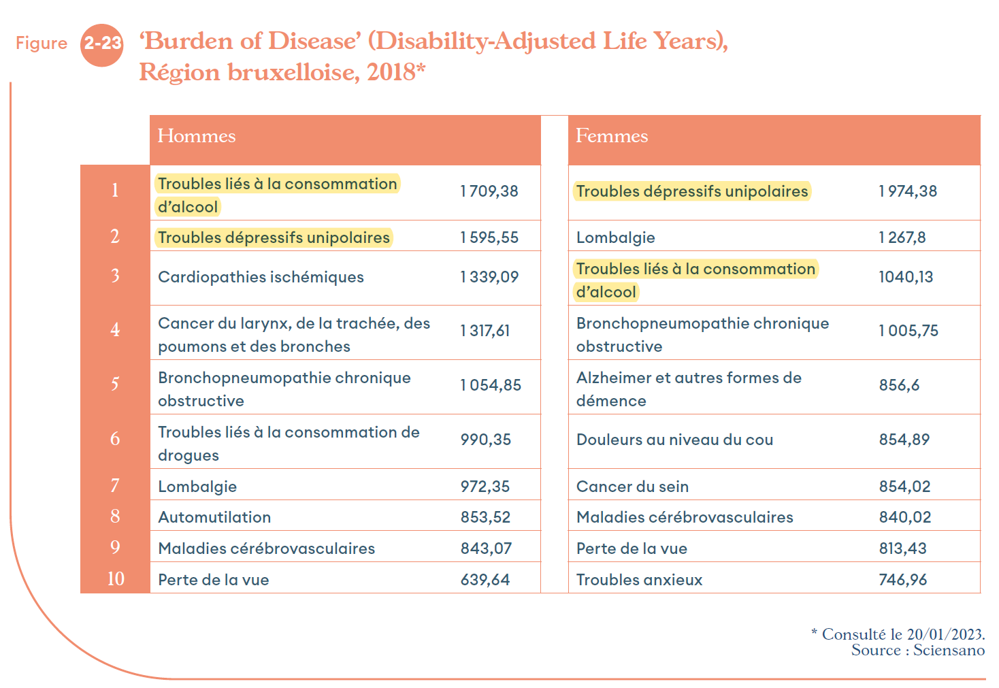 Figure 2-23 ‘Burden of Disease’ (Disability-Adjusted Life Years),
Région bruxelloise, 2018*
Hommes Femmes
1 Troubles liés à la consommation d’alcool 1 709,38 Troubles dépressifs unipolaires 1 974,38
2 Troubles dépressifs unipolaires 1 595,55 Lombalgie 1 267,8
3 Cardiopathies ischémiques 1 339,09 Troubles liés à la consommation d’alcool 1040,13
4 Cancer du larynx, de la trachée, des poumons et des bronches 1 317,61 Bronchopneumopathie chronique obstructive 1 005,75
5 Bronchopneumopathie chronique obstructive 1 054,85 Alzheimer et autres formes de démence 856,6
6 Troubles liés à la consommation de drogues 990,35 Douleurs au niveau du cou 854,89
7 Lombalgie 972,35 Cancer du sein 854,02
8 Automutilation 853,52 Maladies cérébrovasculaires 840,02
9 Maladies cérébrovasculaires 843,07 Perte de la vue 813,43
10 Perte de la vue 639,64 Troubles anxieux 746,96
* Consulté le 20/01/2023.
Source : Sciensano